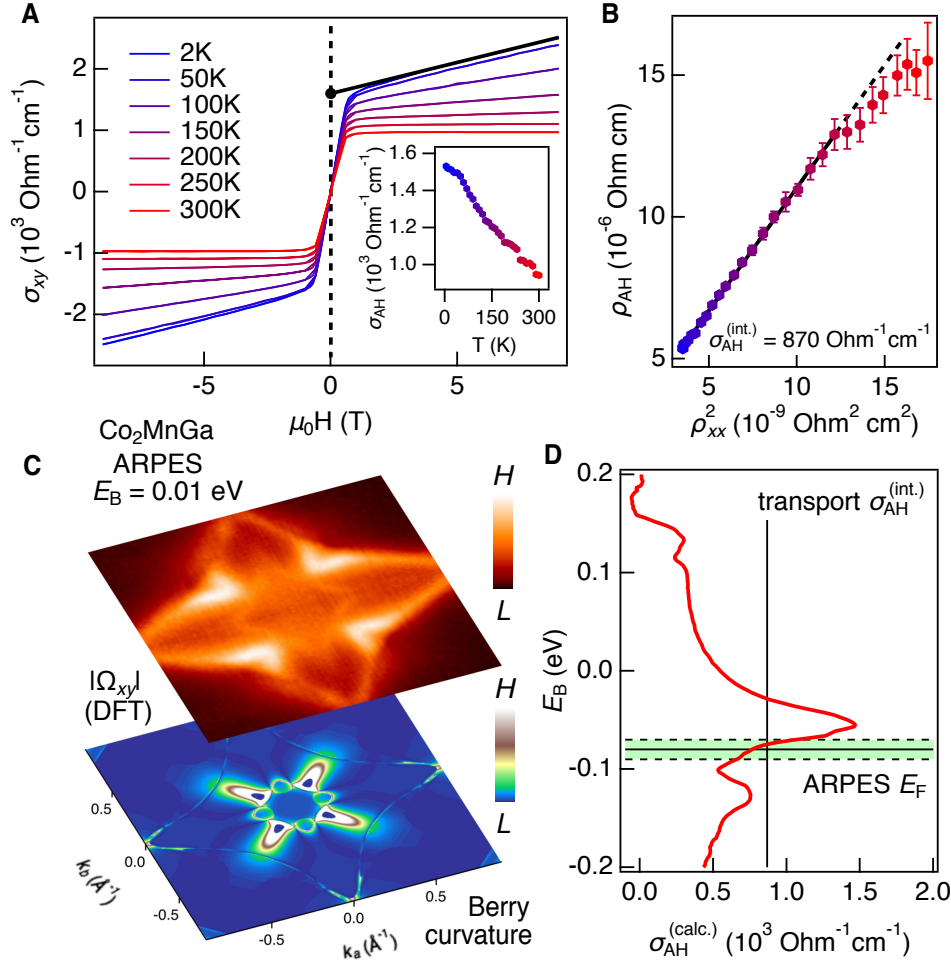 A
2K
50K
100K
150K
200K
250K
300K
2
1
0
-1
-2
σxy (10³ Ohm⁻¹cm⁻¹)
-5
0
5
μ₀H (T)
1.6
1.4
1.2
1.0
σAH (10³ Ohm⁻¹cm⁻¹)
0
150
300
T (K)
B
15
10
5
ρAH (10⁻⁶ Ohm cm)
σAH(int.) = 870 Ohm⁻¹cm⁻¹
5
10
15
ρ²xx (10⁻⁹ Ohm² cm²)
C
Co₂MnGa
ARPES
EB = 0.01 eV
H
L
|Ωxy|
(DFT)
H
L
0.5
0.0
-0.5
kb (Å⁻¹)
-0.5
0.0
0.5
ka (Å⁻¹)
Berry
curvature
D
0.2
0.1
0.0
-0.1
-0.2
EB (eV)
transport σAH(int.)
ARPES EF
0
0.5
1.0
1.5
2.0
σAH(calc.) (10³ Ohm⁻¹cm⁻¹)